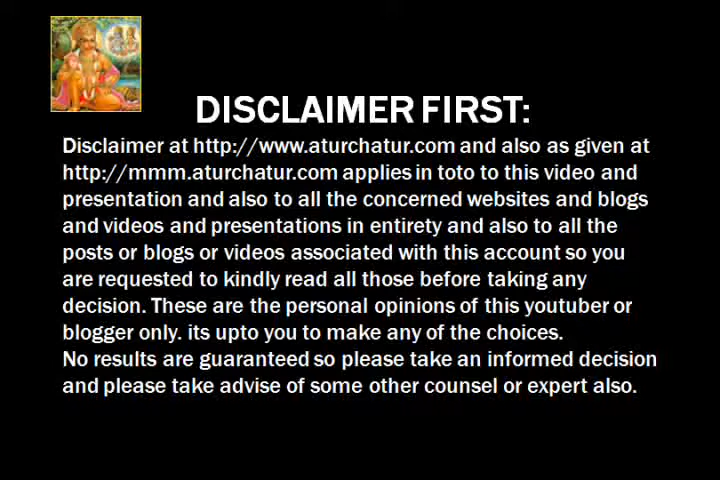 DISCLAIMER FIRST:
Disclaimer at http://www.aturchatur.com and also as given at
http://mmm.aturchatur.com applies in toto to this video and
presentation and also to all the concerned websites and blogs
and videos and presentations in entirety and also to all the
posts or blogs or videos associated with this account so you
are requested to kindly read all those before taking any
decision. These are the personal opinions of this youtuber or
blogger only. its upto you to make any of the choices.
No results are guaranteed so please take an informed decision
and please take advise of some other counsel or expert also.